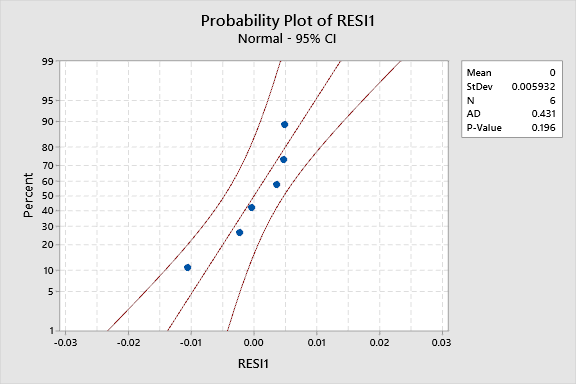 Probability Plot of RESI1
Normal - 95% CI
Mean 0
StDev 0.005932
N 6
AD 0.431
P-Value 0.196
Percent
99
95
90
80
70
60
50
40
30
20
10
5
1
-0.03 -0.02 -0.01 0.00 0.01 0.02 0.03
RESI1